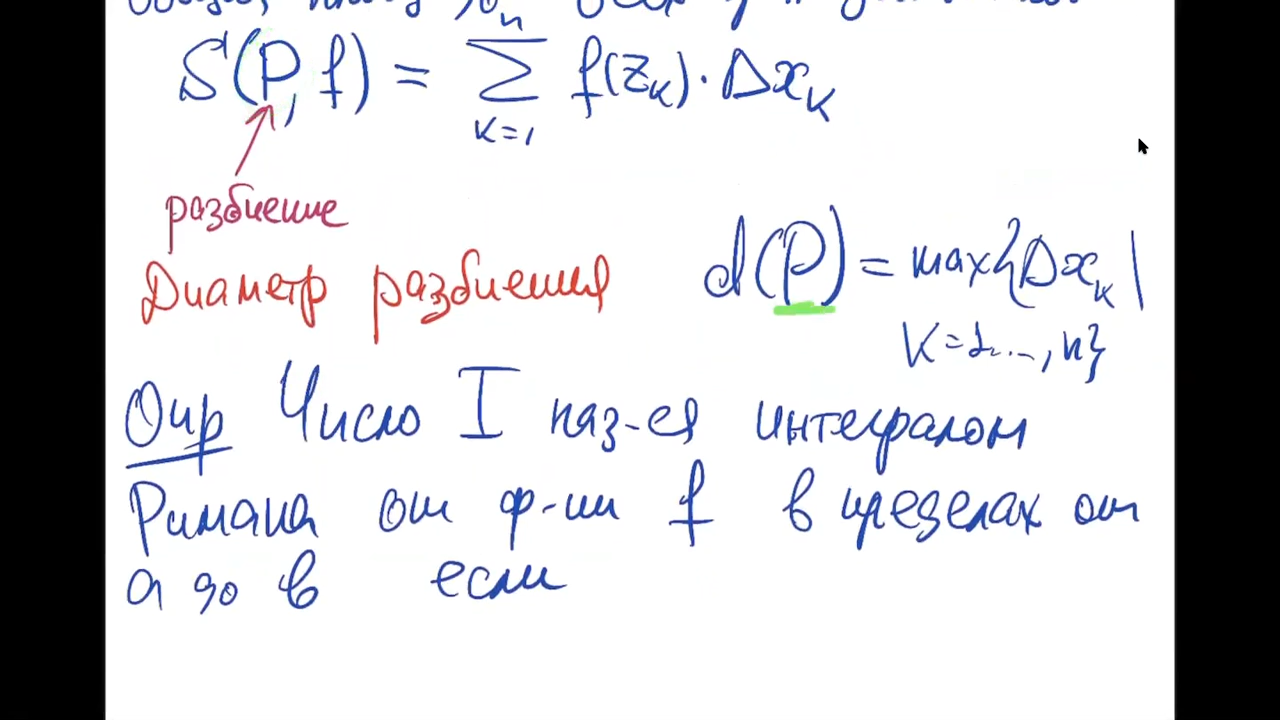 S(P, f) = ∑ f(z_k) · Δx_k
n
k=1
разбиение
Диаметр разбиения d(P) = max{Δx_k |
k=1,...,n}
Опр Число I наз-ся интегралом
Римана от ф-ии f в пределах от
a до b если